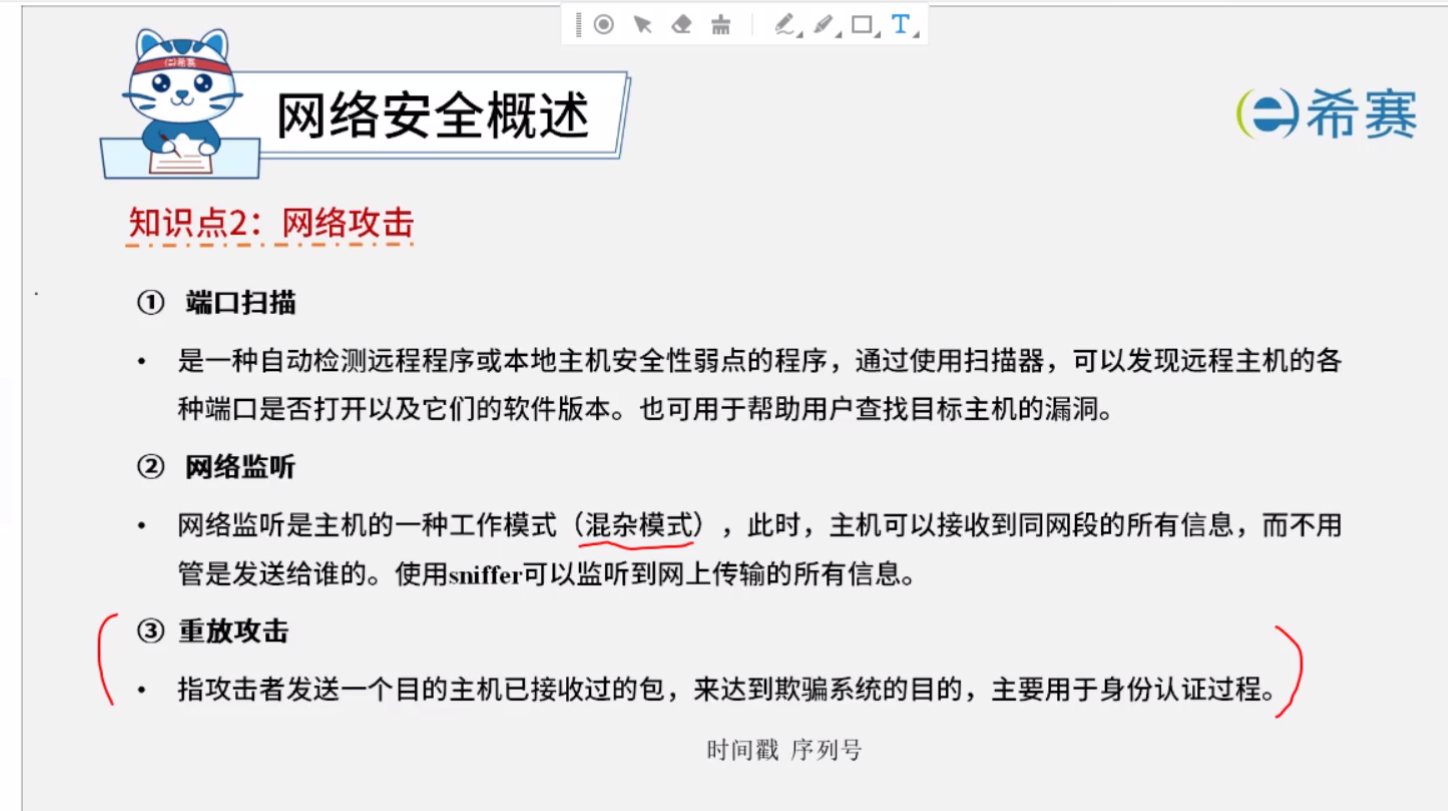 e希赛
网络安全概述
e希赛
知识点2：网络攻击
① 端口扫描
• 是一种自动检测远程程序或本地主机安全性弱点的程序，通过使用扫描器，可以发现远程主机的各
种端口是否打开以及它们的软件版本。也可用于帮助用户查找目标主机的漏洞。
② 网络监听
• 网络监听是主机的一种工作模式（混杂模式），此时，主机可以接收到同网段的所有信息，而不用
管是发送给谁的。使用sniffer可以监听到网上传输的所有信息。
③ 重放攻击
• 指攻击者发送一个目的主机已接收过的包，来达到欺骗系统的目的，主要用于身份认证过程。
时间戳 序列号